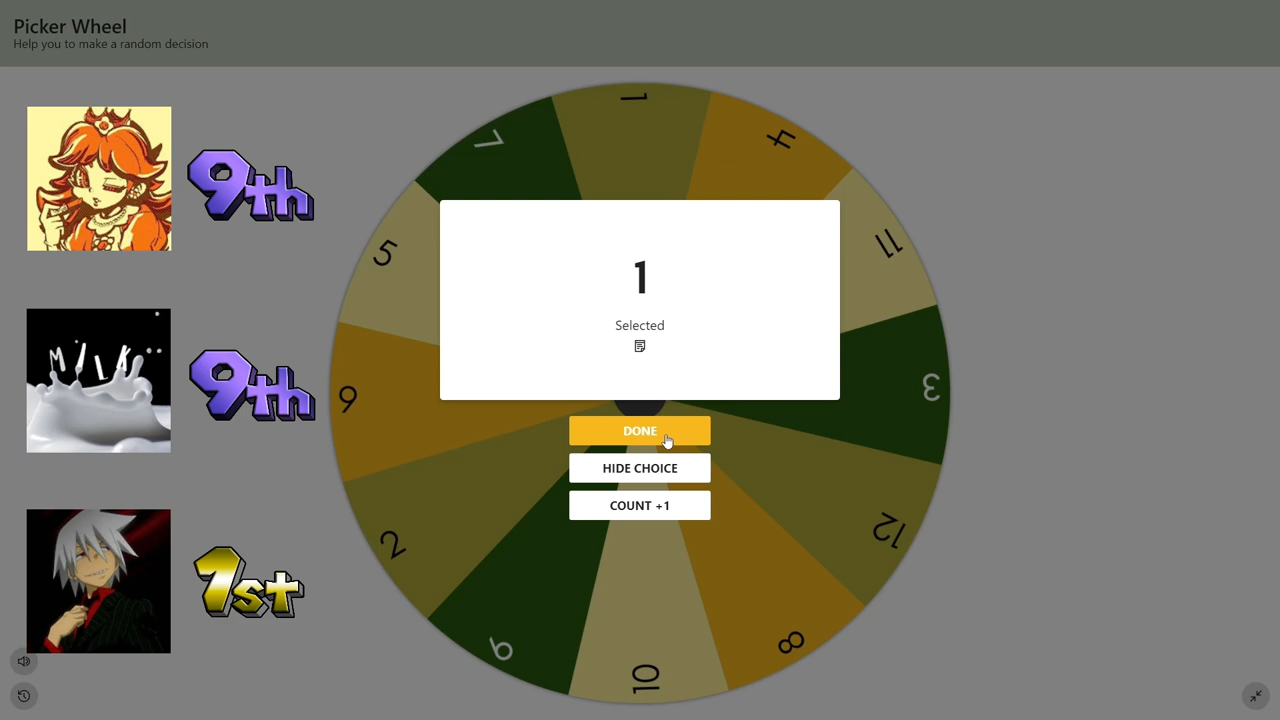 Picker Wheel
Help you to make a random decision
9th
9th
1st
1
4
11
3
12
8
10
6
2
9
5
7
1
Selected
DONE
HIDE CHOICE
COUNT +1
MILK